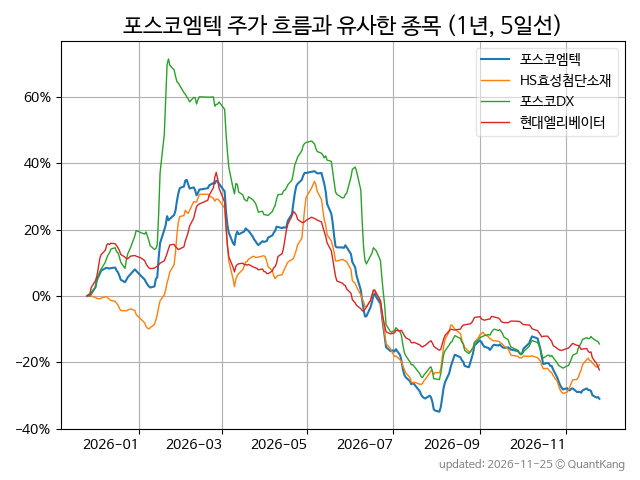 포스코엠텍 주가 흐름과 유사한 종목 (1년, 5일선)
포스코엠텍
HS효성첨단소재
포스코DX
현대엘리베이터
60%
40%
20%
0%
−20%
−40%
2026-01
2026-03
2026-05
2026-07
2026-09
2026-11
updated: 2026-11-25 © QuantKang